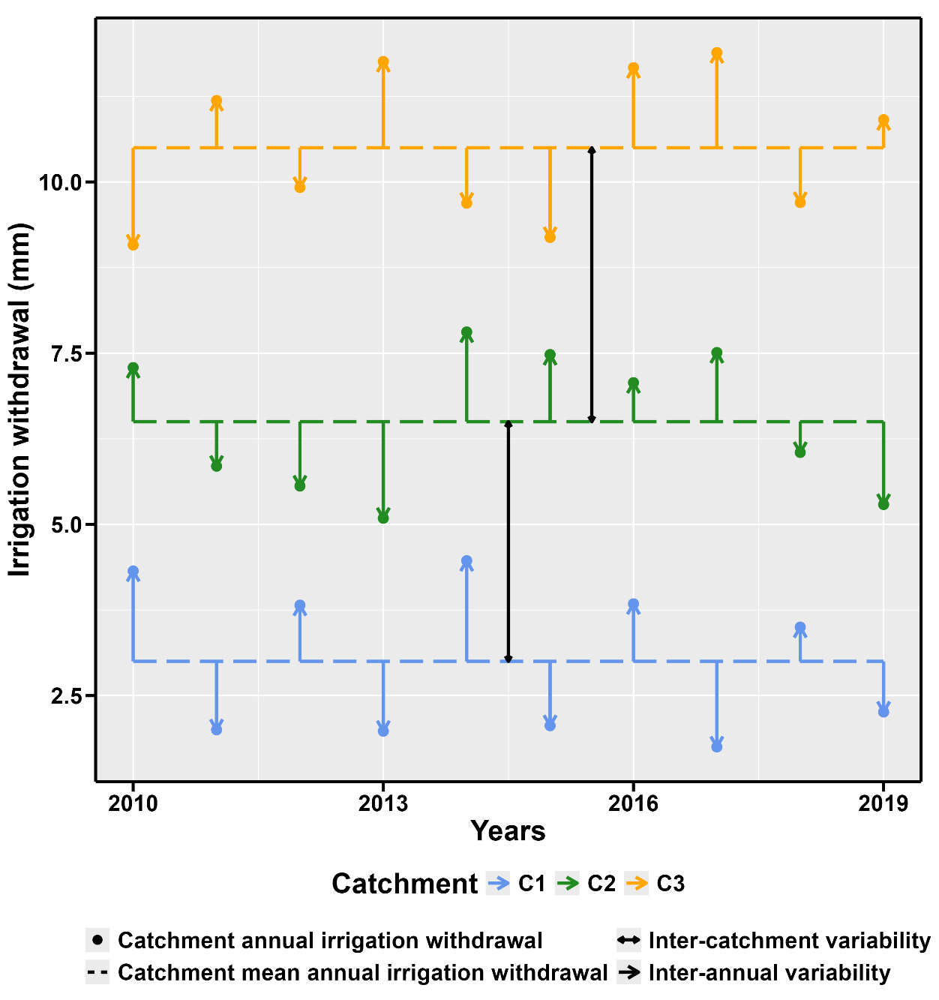 Irrigation withdrawal (mm)
10.0
7.5
5.0
2.5
2010 2013 2016 2019
Years
Catchment C1 C2 C3
Catchment annual irrigation withdrawal Inter-catchment variability
Catchment mean annual irrigation withdrawal Inter-annual variability